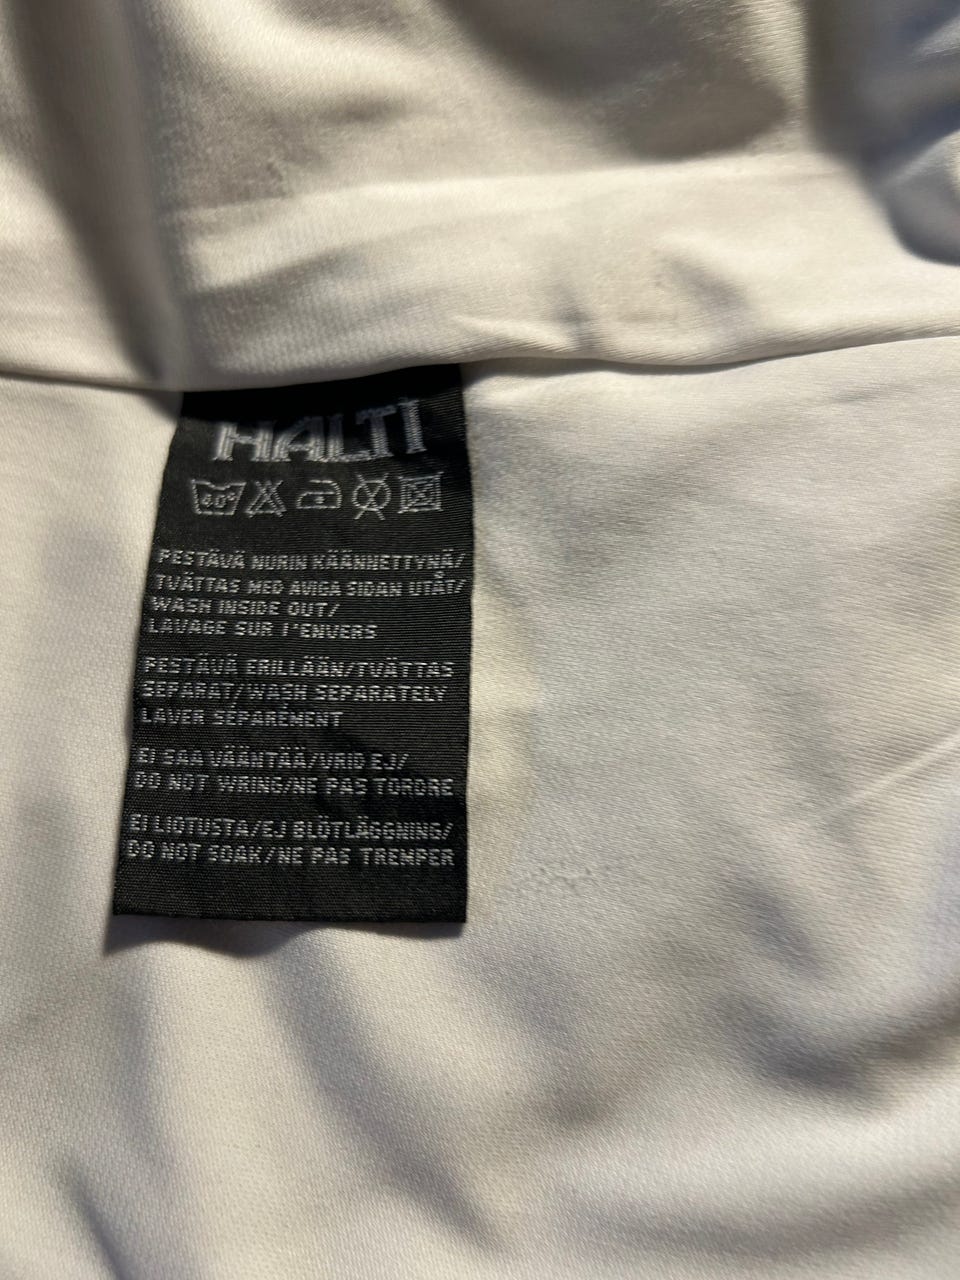 HALTI
40°
PESTÄVÄ NURIN KÄÄNNETTYNÄ/
TVÄTTAS MED AVIGA SIDAN UTÅT/
WASH INSIDE OUT/
LAVAGE SUR l'ENVERS
PESTÄVÄ ERILLÄÄN/TVÄTTAS
SEPARAT/WASH SEPARATELY
LAVER SÉPARÉMENT
EI SAA VÄÄNTÄÄ/VRID EJ/
DO NOT WRING/NE PAS TORDRE
EI LIOTUSTA/EJ BLÖTLÄGGNING/
DO NOT SOAK/NE PAS TREMPER